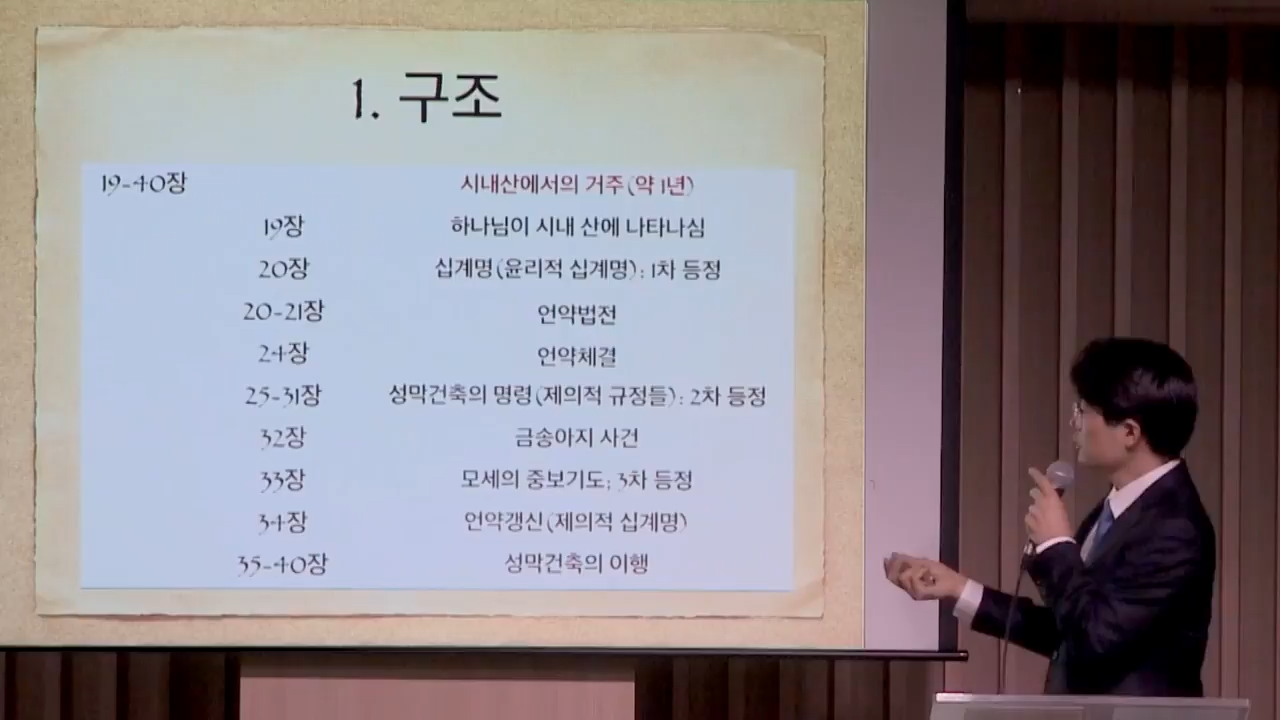 1. 구조
19-40장 시내산에서의 거주(약 1년)
19장 하나님이 시내 산에 나타나심
20장 십계명(윤리적 십계명): 1차 등정
20-21장 언약법전
24장 언약체결
25-31장 성막건축의 명령(제의적 규정들): 2차 등정
32장 금송아지 사건
33장 모세의 중보기도; 3차 등정
34장 언약갱신(제의적 십계명)
35-40장 성막건축의 이행